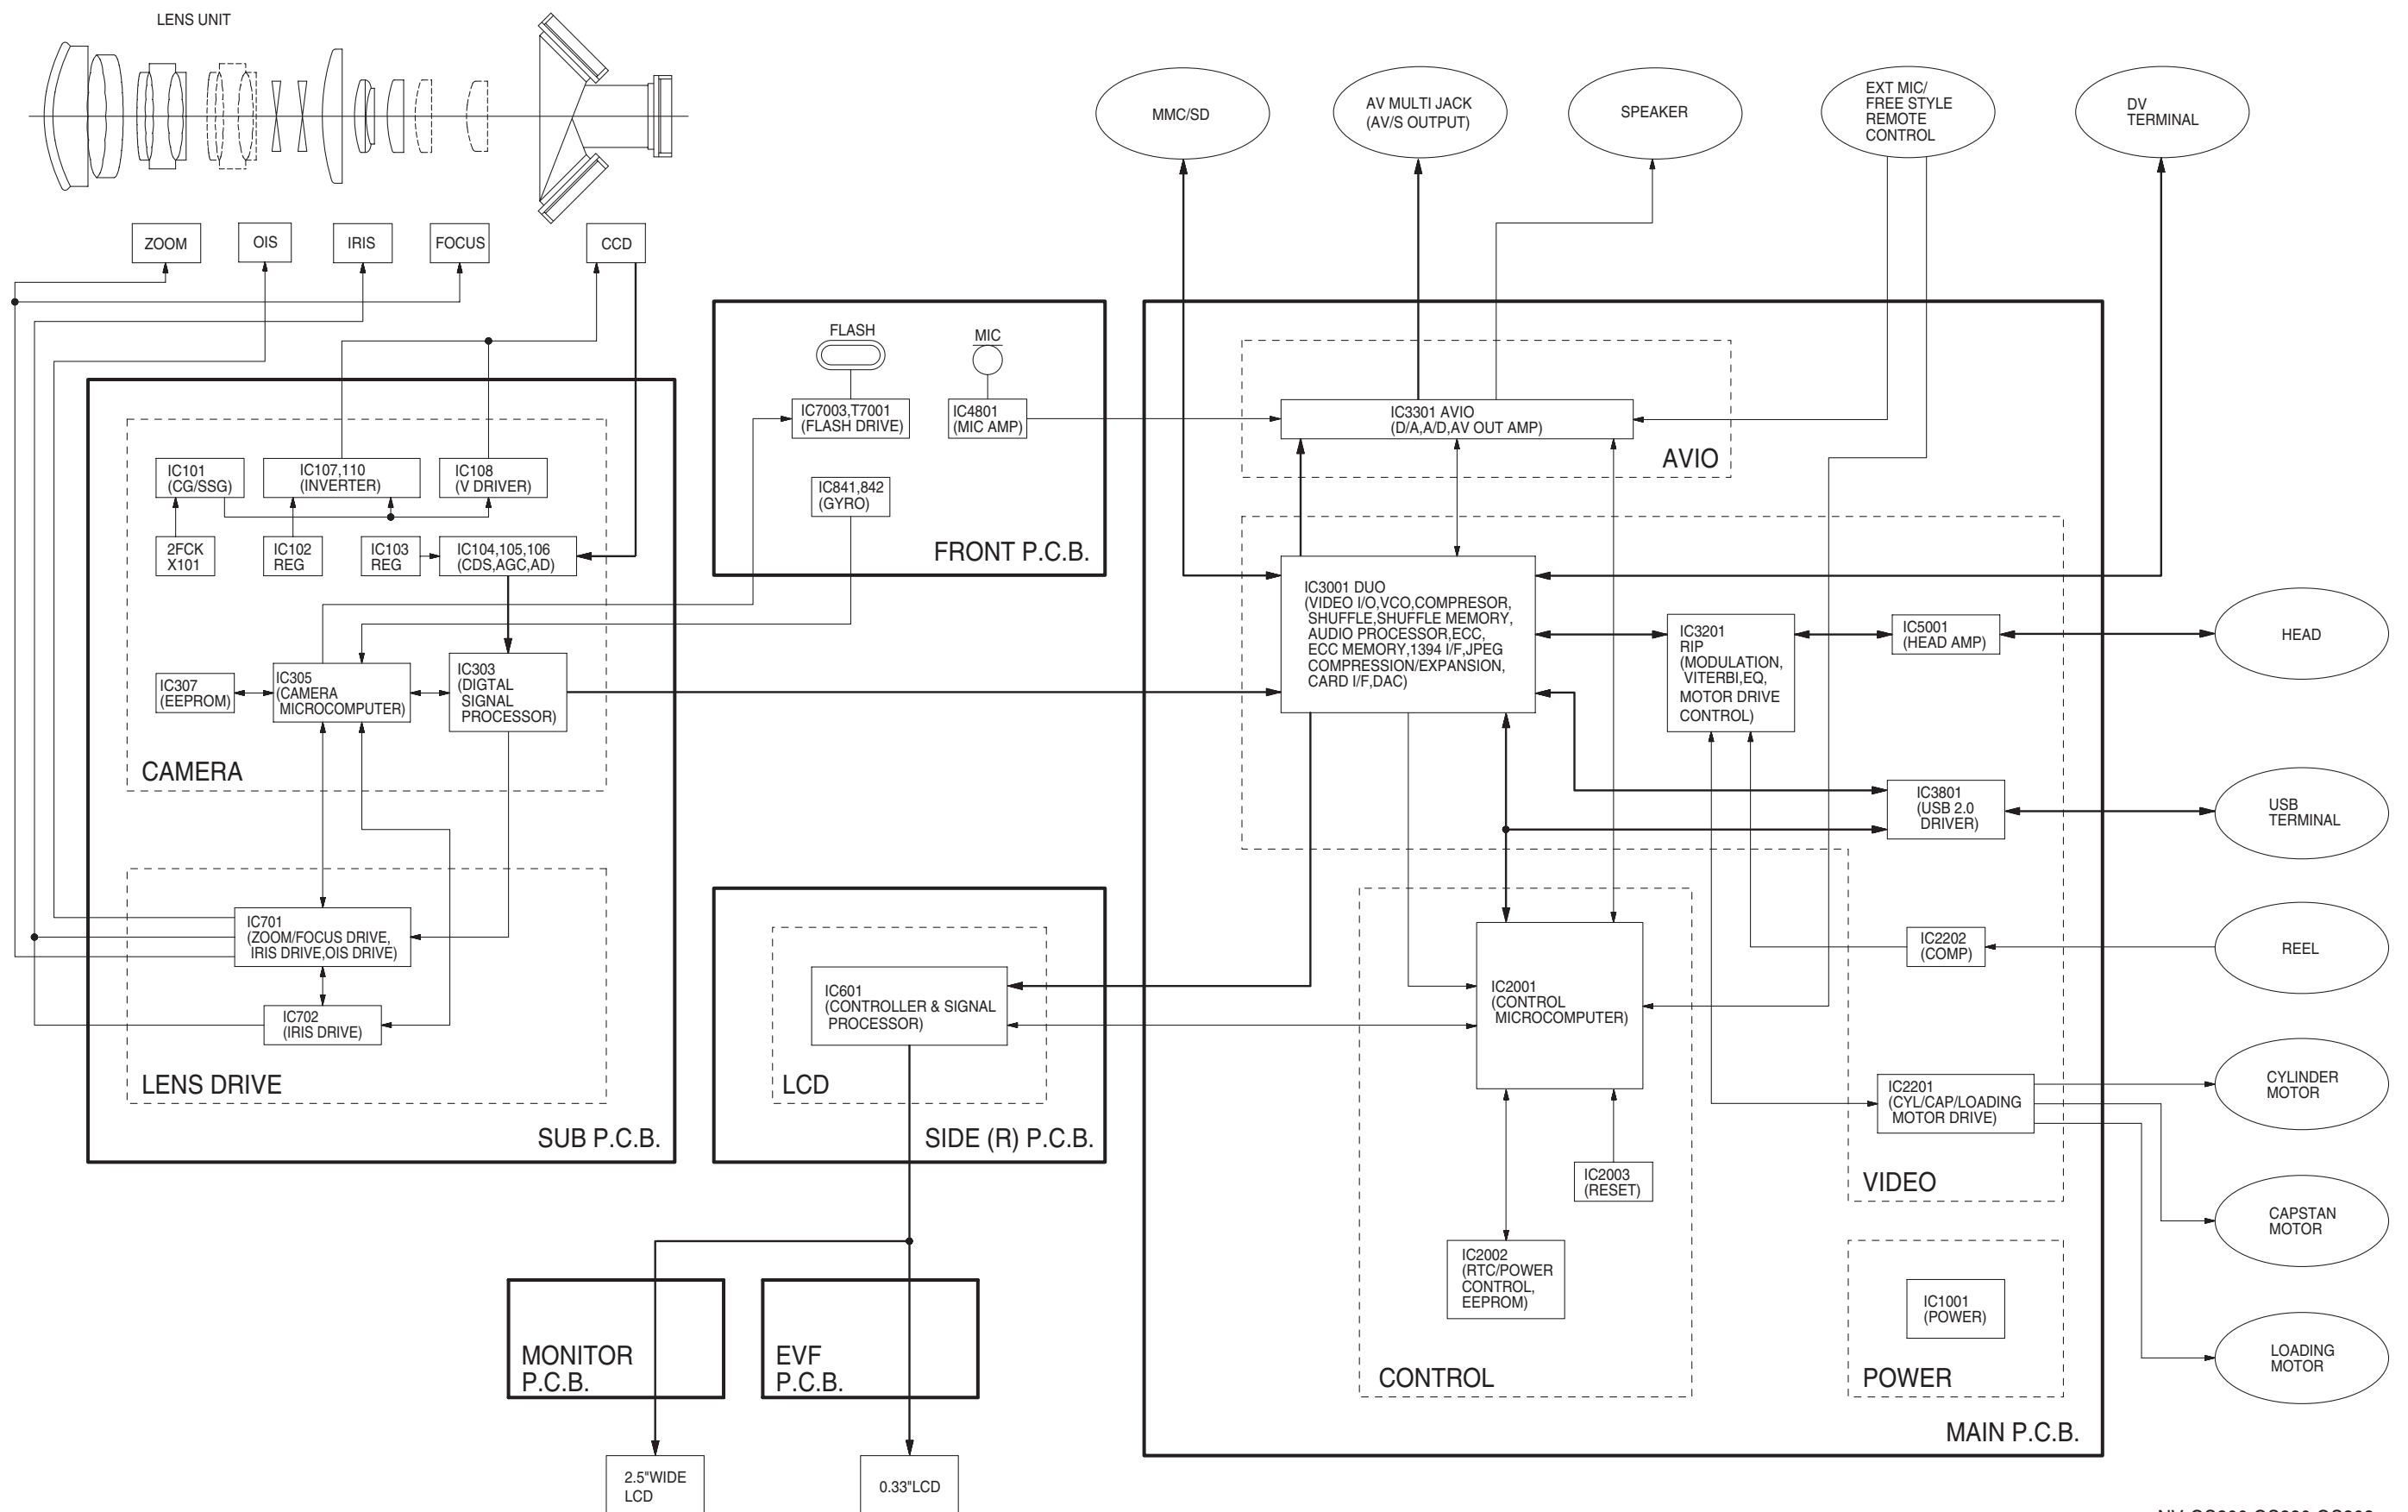 LENS UNIT
ZOOM
OIS
IRIS
FOCUS
CCD
MMC/SD
AV MULTI JACK
(AV/S OUTPUT)
SPEAKER
EXT MIC/
FREE STYLE
REMOTE
CONTROL
DV
TERMINAL
IC101
(CG/SSG)
IC107,110
(INVERTER)
IC108
(V DRIVER)
2FCK
X101
IC102
REG
IC103
REG
IC104,105,106
(CDS,AGC,AD)
IC307
(EEPROM)
IC305
(CAMERA
MICROCOMPUTER)
IC303
(DIGTAL
SIGNAL
PROCESSOR)
CAMERA
IC701
(ZOOM/FOCUS DRIVE,
IRIS DRIVE,OIS DRIVE)
IC702
(IRIS DRIVE)
LENS DRIVE
SUB P.C.B.
FLASH
MIC
IC7003,T7001
(FLASH DRIVE)
IC4801
(MIC AMP)
IC841,842
(GYRO)
FRONT P.C.B.
IC601
(CONTROLLER & SIGNAL
PROCESSOR)
LCD
SIDE (R) P.C.B.
MONITOR
P.C.B.
EVF
P.C.B.
2.5"WIDE
LCD
0.33"LCD
IC3301 AVIO
(D/A,A/D,AV OUT AMP)
AVIO
IC3001 DUO
(VIDEO I/O,VCO,COMPRESOR,
SHUFFLE,SHUFFLE MEMORY,
AUDIO PROCESSOR,ECC,
ECC MEMORY,1394 I/F,JPEG
COMPRESSION/EXPANSION,
CARD I/F,DAC)
IC3201
RIP
(MODULATION,
VITERBI,EQ,
MOTOR DRIVE
CONTROL)
IC5001
(HEAD AMP)
IC3801
(USB 2.0
DRIVER)
IC2202
(COMP)
IC2001
(CONTROL
MICROCOMPUTER)
IC2201
(CYL/CAP/LOADING
MOTOR DRIVE)
IC2003
(RESET)
VIDEO
IC2002
(RTC/POWER
CONTROL,
EEPROM)
CONTROL
IC1001
(POWER)
POWER
MAIN P.C.B.
HEAD
USB
TERMINAL
REEL
CYLINDER
MOTOR
CAPSTAN
MOTOR
LOADING
MOTOR